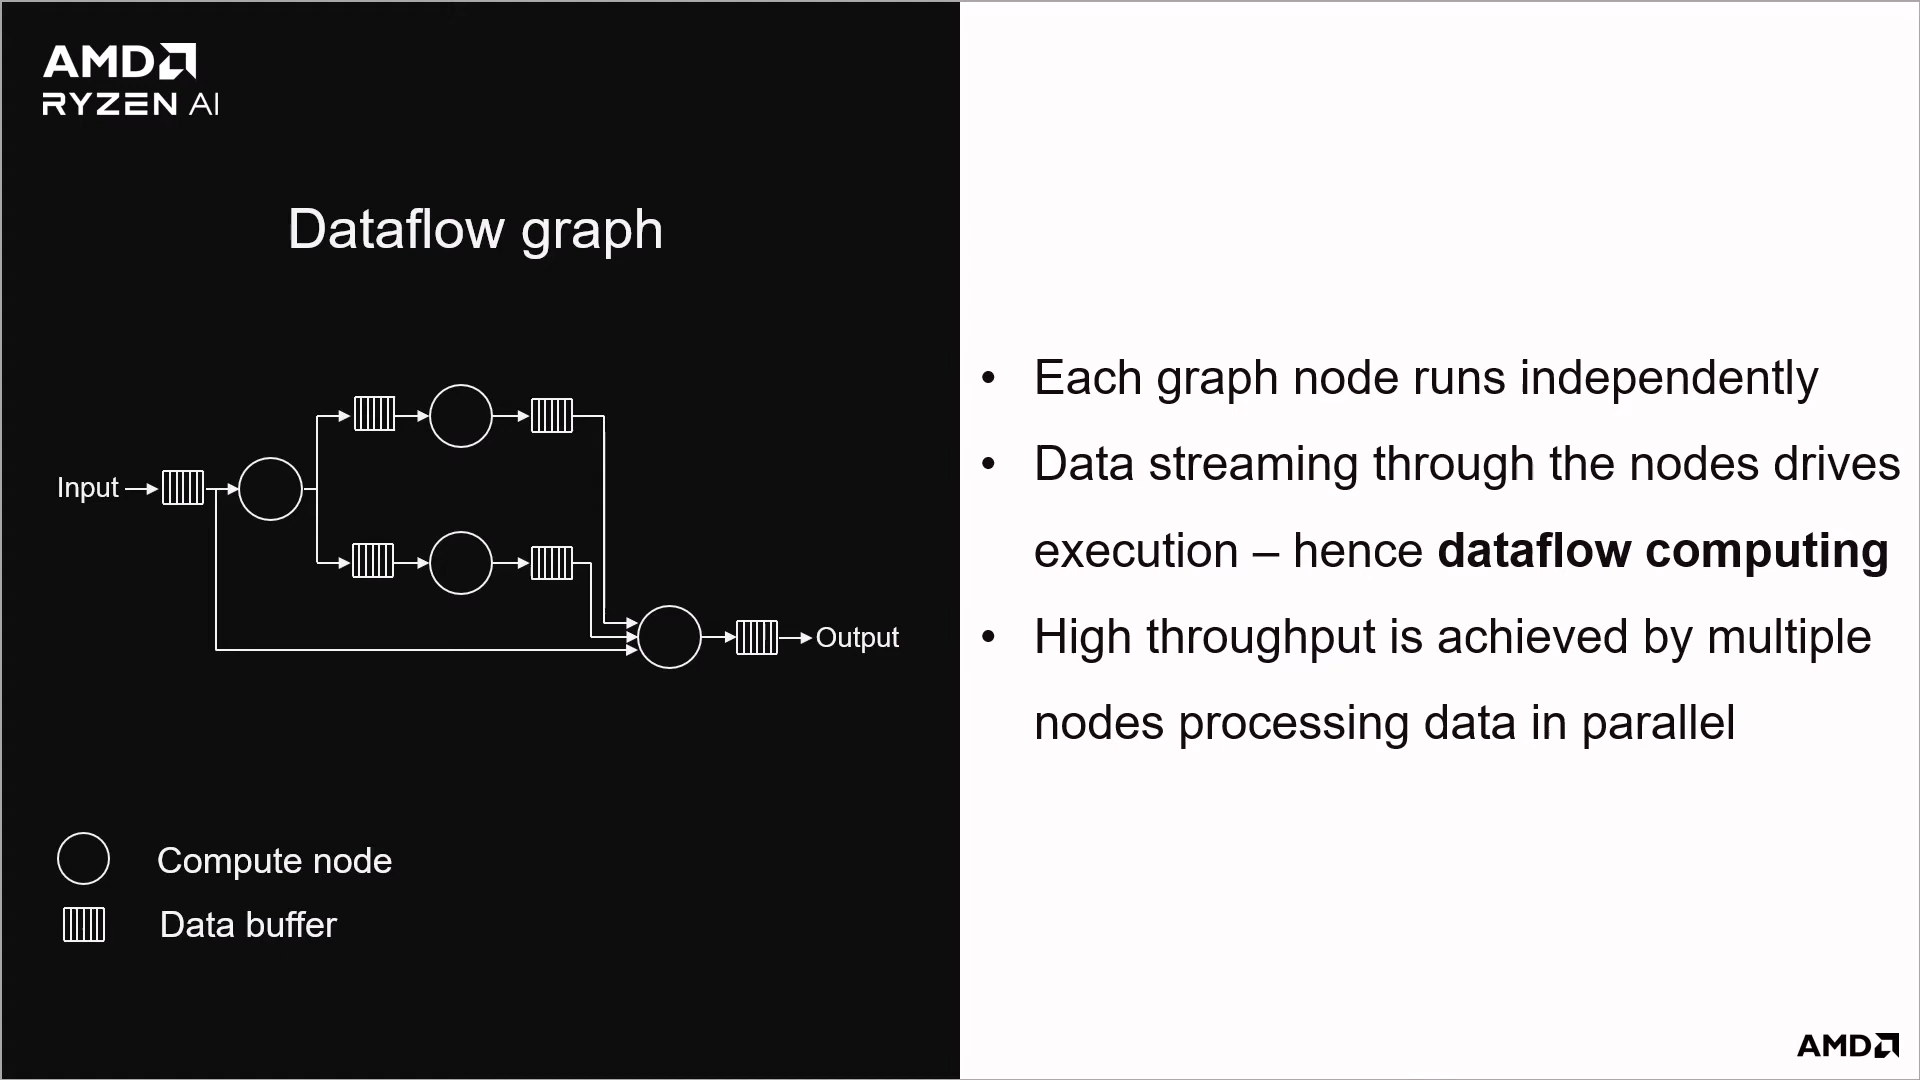 AMD
RYZEN AI
Dataflow graph
Input
Output
Compute node
Data buffer
• Each graph node runs independently
• Data streaming through the nodes drives
execution – hence dataflow computing
• High throughput is achieved by multiple
nodes processing data in parallel
AMD